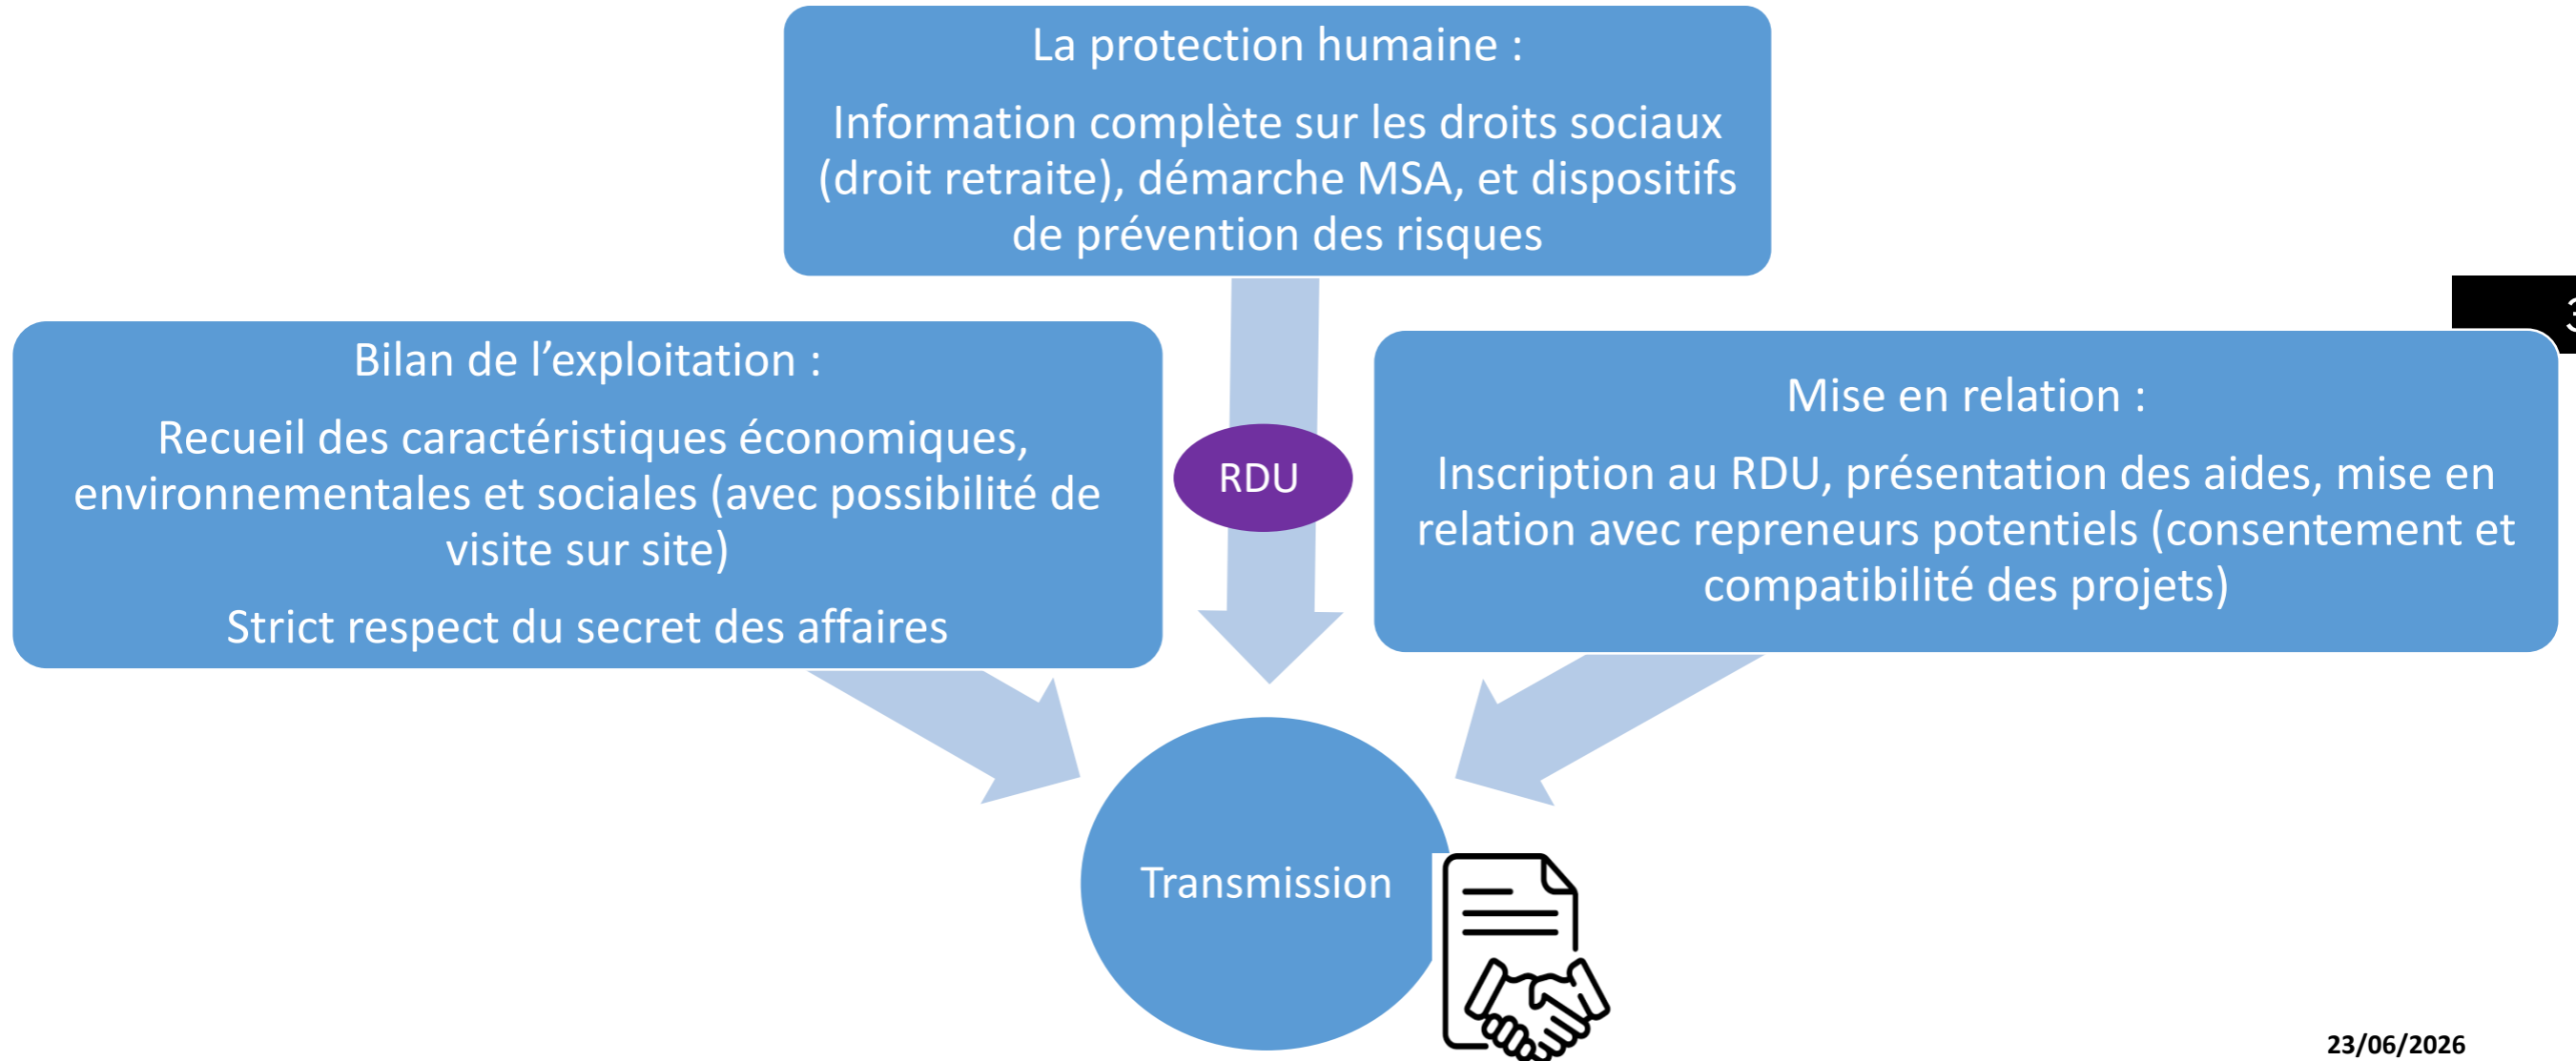 La protection humaine :
Information complète sur les droits sociaux
(droit retraite), démarche MSA, et dispositifs
de prévention des risques
Bilan de l’exploitation :
Recueil des caractéristiques économiques,
environnementales et sociales (avec possibilité de
visite sur site)
Strict respect du secret des affaires
RDU
Mise en relation :
Inscription au RDU, présentation des aides, mise en
relation avec repreneurs potentiels (consentement et
compatibilité des projets)
Transmission
23/06/2026